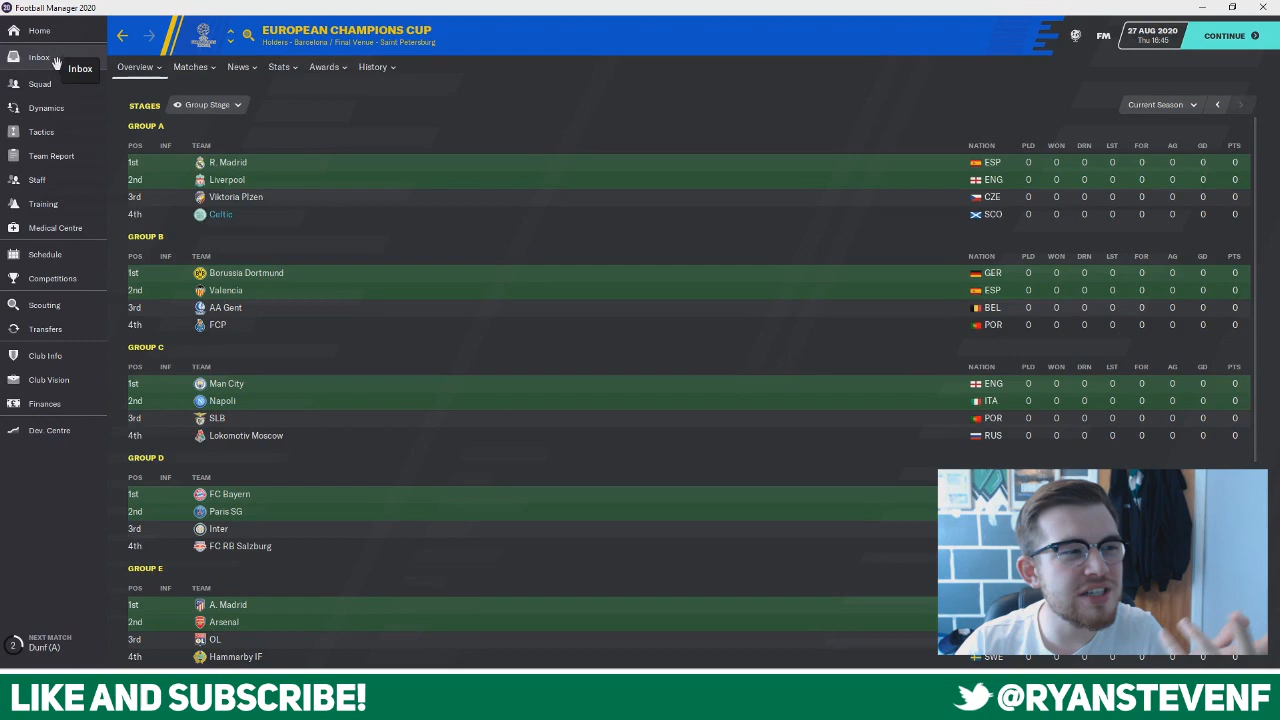 20 Football Manager 2020
Home
Inbox
Inbox
Squad
Dynamics
Tactics
Team Report
Staff
Training
Medical Centre
Schedule
Competitions
Scouting
Transfers
Club Info
Club Vision
Finances
Dev. Centre
2 NEXT MATCH
Dunf (A)
EUROPEAN CHAMPIONS CUP
Holders - Barcelona / Final Venue - Saint Petersburg
FM
27 AUG 2020
Thu 16:45
CONTINUE
Overview Matches News Stats Awards History
STAGES Group Stage Current Season
GROUP A
POS INF TEAM NATION PLD WON DRN LST FOR AG GD PTS
1st R. Madrid ESP 0 0 0 0 0 0 0 0
2nd Liverpool ENG 0 0 0 0 0 0 0 0
3rd Viktoria Plzen CZE 0 0 0 0 0 0 0 0
4th Celtic SCO 0 0 0 0 0 0 0 0
GROUP B
POS INF TEAM NATION PLD WON DRN LST FOR AG GD PTS
1st Borussia Dortmund GER 0 0 0 0 0 0 0 0
2nd Valencia ESP 0 0 0 0 0 0 0 0
3rd AA Gent BEL 0 0 0 0 0 0 0 0
4th FCP POR 0 0 0 0 0 0 0 0
GROUP C
POS INF TEAM NATION PLD WON DRN LST FOR AG GD PTS
1st Man City ENG 0 0 0 0 0 0 0 0
2nd Napoli ITA 0 0 0 0 0 0 0 0
3rd SLB POR 0 0 0 0 0 0 0 0
4th Lokomotiv Moscow RUS 0 0 0 0 0 0 0 0
GROUP D
POS INF TEAM
1st FC Bayern
2nd Paris SG
3rd Inter
4th FC RB Salzburg
GROUP E
POS INF TEAM
1st A. Madrid
2nd Arsenal
3rd OL
4th Hammarby IF SWE 0 0 0 0 0 0 0 0
LIKE AND SUBSCRIBE! @RYANSTEVENF